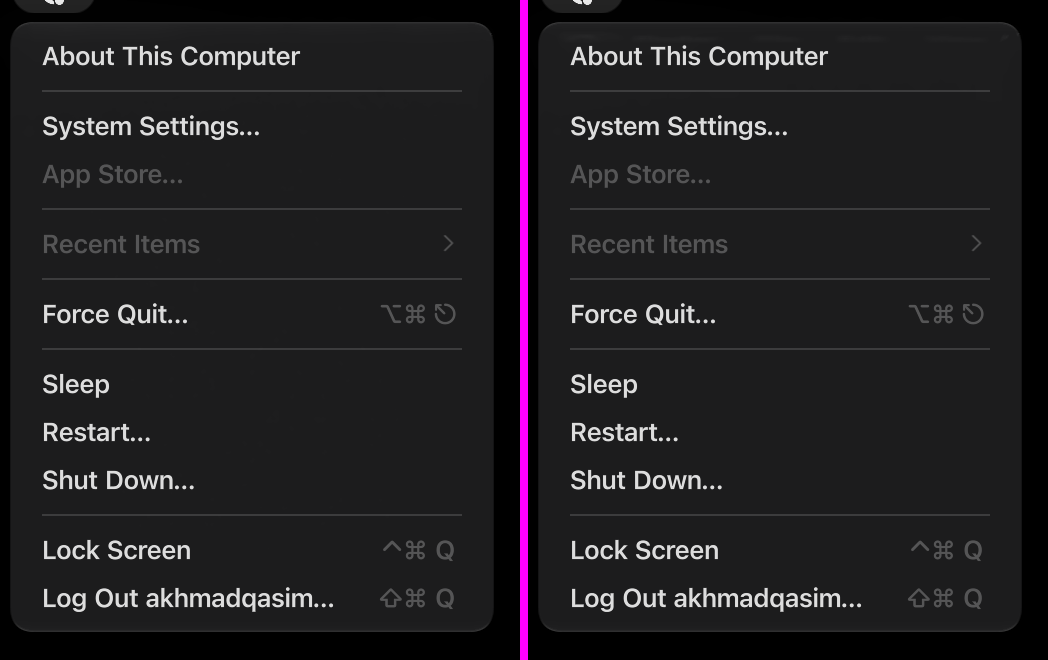 About This Computer
System Settings...
App Store...
Recent Items
Force Quit... ⌥⌘⎋
Sleep
Restart...
Shut Down...
Lock Screen ^⌘ Q
Log Out akhmadqasim... ⇧⌘ Q
About This Computer
System Settings...
App Store...
Recent Items
Force Quit... ⌥⌘⎋
Sleep
Restart...
Shut Down...
Lock Screen ^⌘ Q
Log Out akhmadqasim... ⇧⌘ Q